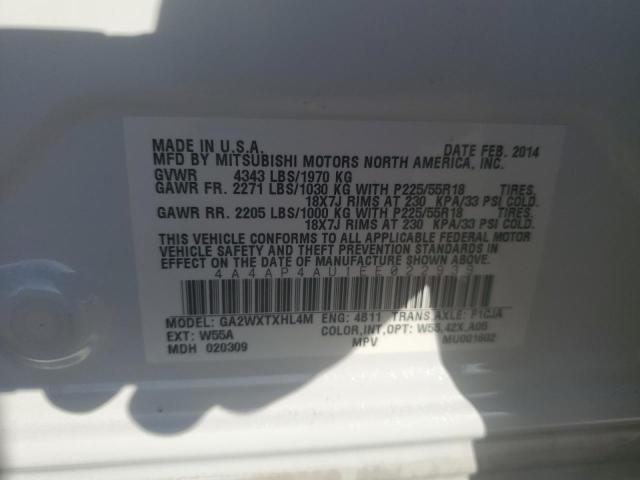 MADE IN U.S.A. DATE FEB. 2014
MFD BY MITSUBISHI MOTORS NORTH AMERICA, INC.
GVWR 4343 LBS/1970 KG
GAWR FR. 2271 LBS/1030 KG WITH P225/55R18 TIRES,
18X7J RIMS AT 230 KPA/33 PSI COLD.
GAWR RR. 2205 LBS/1000 KG WITH P225/55R18 TIRES,
18X7J RIMS AT 230 KPA/33 PSI COLD.
THIS VEHICLE CONFORMS TO ALL APPLICABLE FEDERAL MOTOR
VEHICLE SAFETY AND THEFT PREVENTION STANDARDS IN
EFFECT ON THE DATE OF MANUFACTURE SHOWN ABOVE.
4A4AP4AU1EE022939
MODEL: GA2WXTXHL4M ENG: 4B11 TRANS AXLE: F1CJA
EXT: W55A COLOR,INT,OPT: W55,42X,A05
MDH 020309 MPV MU001602